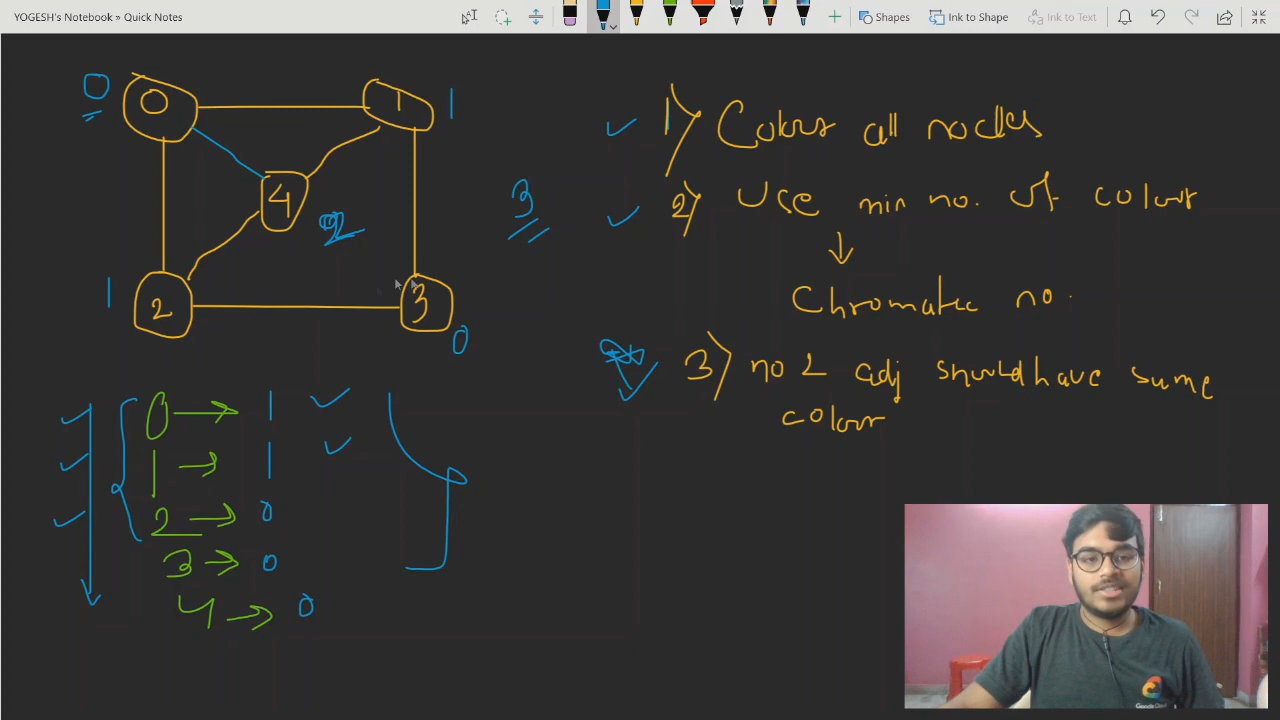 YOGESH's Notebook » Quick Notes
Shapes
Ink to Shape
Ink to Text
0
0
1
1
4
2
3
1
2
3
0
1) Colour all nodes
2) Use min no. of colour
↓
Chromatic no.
3) no 2 adj should have same
colour
0 → 1
1 → 1
2 → 0
3 → 0
4 → 0